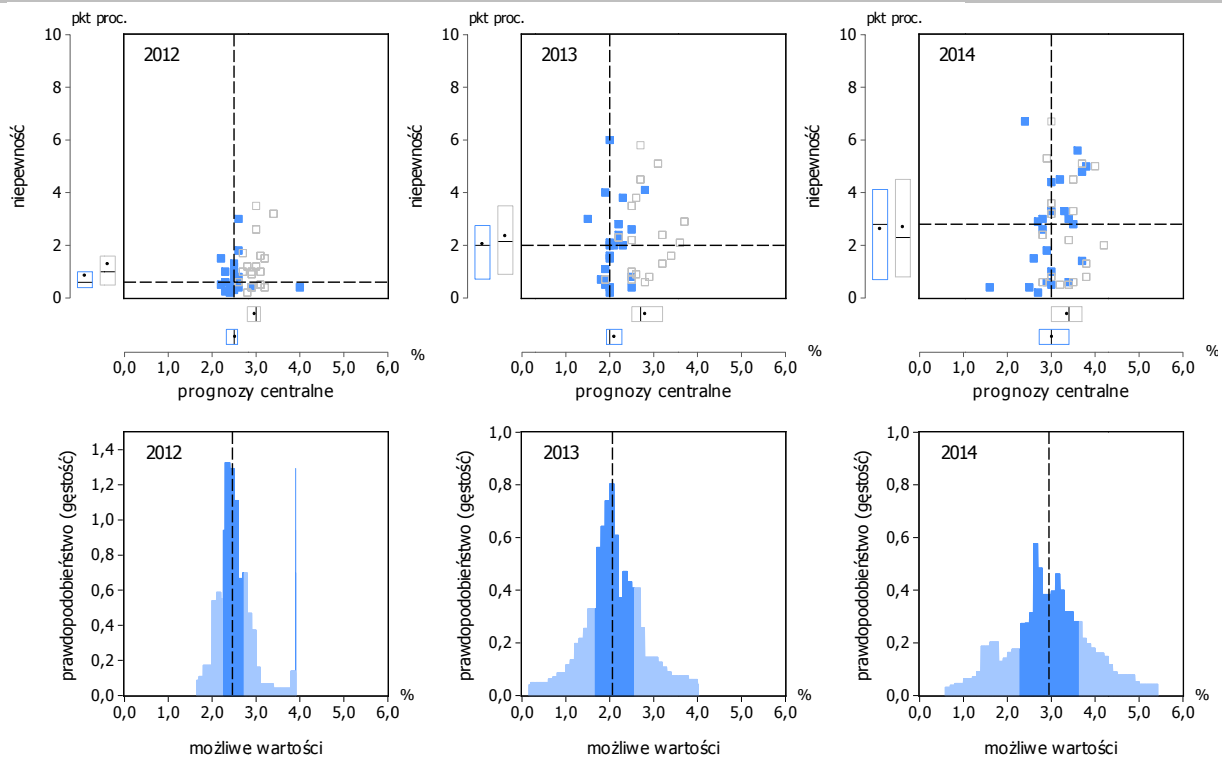 pkt proc. pkt proc. pkt proc.
10 10 10
2012 2013 2014
8 8 8
6 6 6
niepewność niepewność niepewność
4 4 4
2 2 2
0 0 0
% % %
0,0 1,0 2,0 3,0 4,0 5,0 6,0 0,0 1,0 2,0 3,0 4,0 5,0 6,0 0,0 1,0 2,0 3,0 4,0 5,0 6,0
prognozy centralne prognozy centralne prognozy centralne
1,0 1,0
1,4
2012 2013 2014
1,2
0,8 0,8
1,0
prawdopodobieństwo (gęstość) prawdopodobieństwo (gęstość) prawdopodobieństwo (gęstość)
0,6 0,6
0,8
0,6
0,4 0,4
0,4
0,2 0,2
0,2
0,0 % 0,0 % 0,0 %
0,0 1,0 2,0 3,0 4,0 5,0 6,0 0,0 1,0 2,0 3,0 4,0 5,0 6,0 0,0 1,0 2,0 3,0 4,0 5,0 6,0
możliwe wartości możliwe wartości możliwe wartości